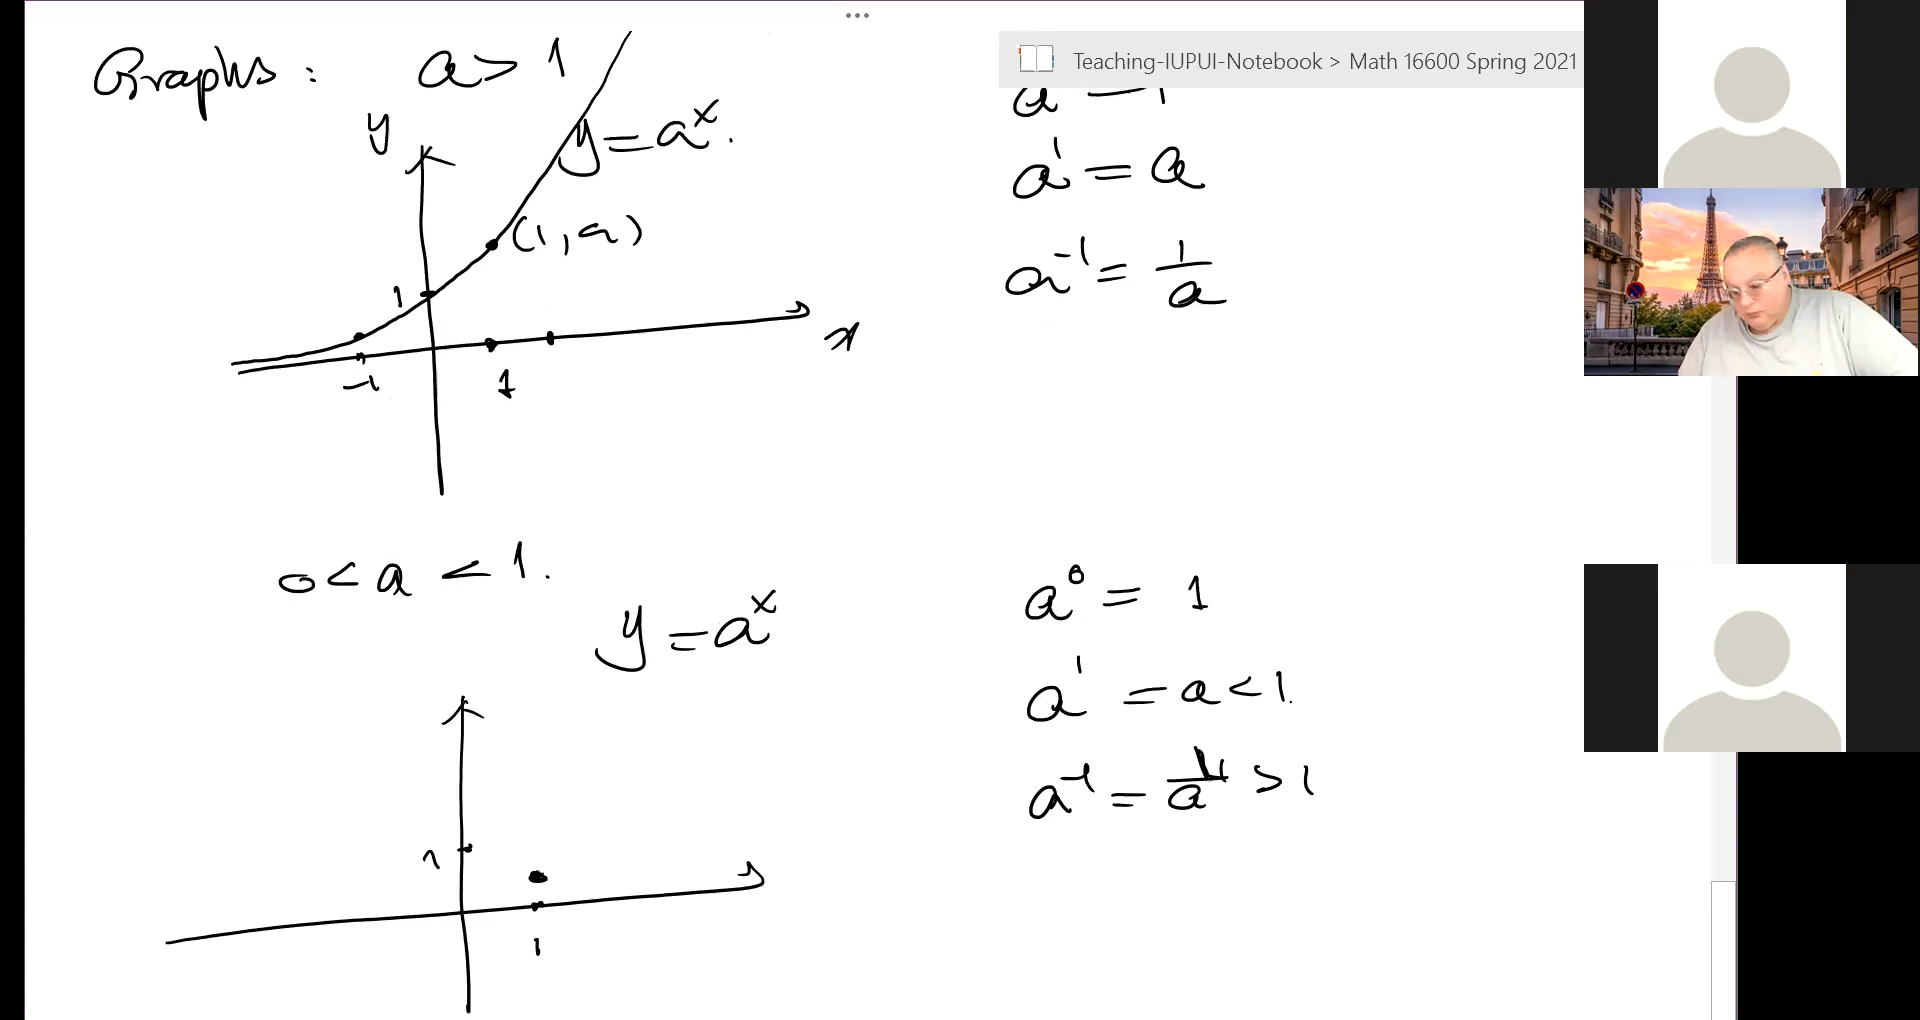 Graphs : a > 1
y
y = a^x.
(1, a)
1
x
-1
1
0 < a < 1.
y = a^x
1
1
Teaching-IUPUI-Notebook > Math 16600 Spring 2021
a^1 = a
a^-1 = 1/a
a^0 = 1
a^1 = a < 1.
a^-1 = 1/a > 1